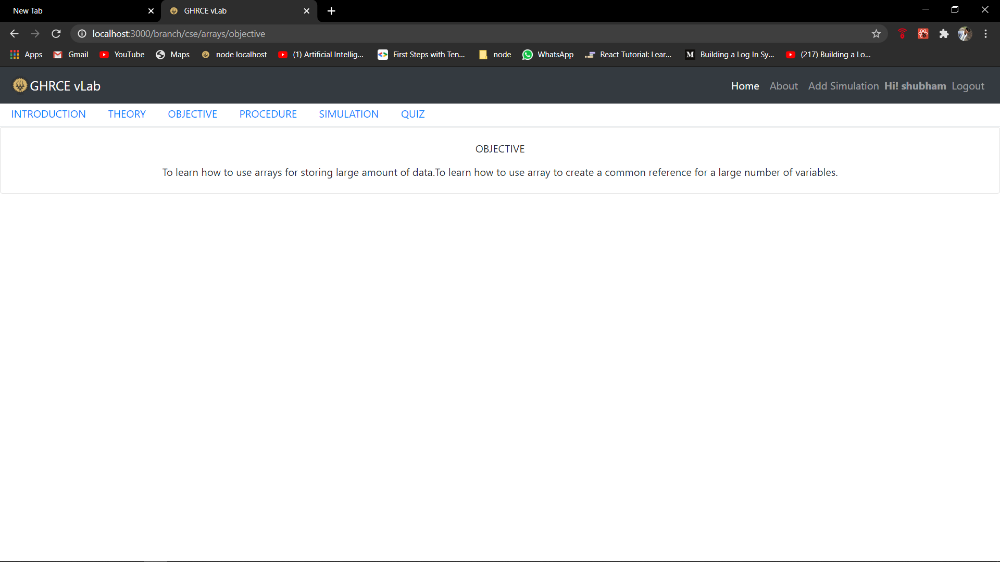 New Tab GHRCE vLab
localhost:3000/branch/cse/arrays/objective
Apps Gmail YouTube Maps node localhost (1) Artificial Intellig... First Steps with Ten... node WhatsApp React Tutorial: Lear... M Building a Log In Sy... (217) Building a Lo...
GHRCE vLab Home About Add Simulation Hi! shubham Logout
INTRODUCTION THEORY OBJECTIVE PROCEDURE SIMULATION QUIZ
OBJECTIVE
To learn how to use arrays for storing large amount of data.To learn how to use array to create a common reference for a large number of variables.